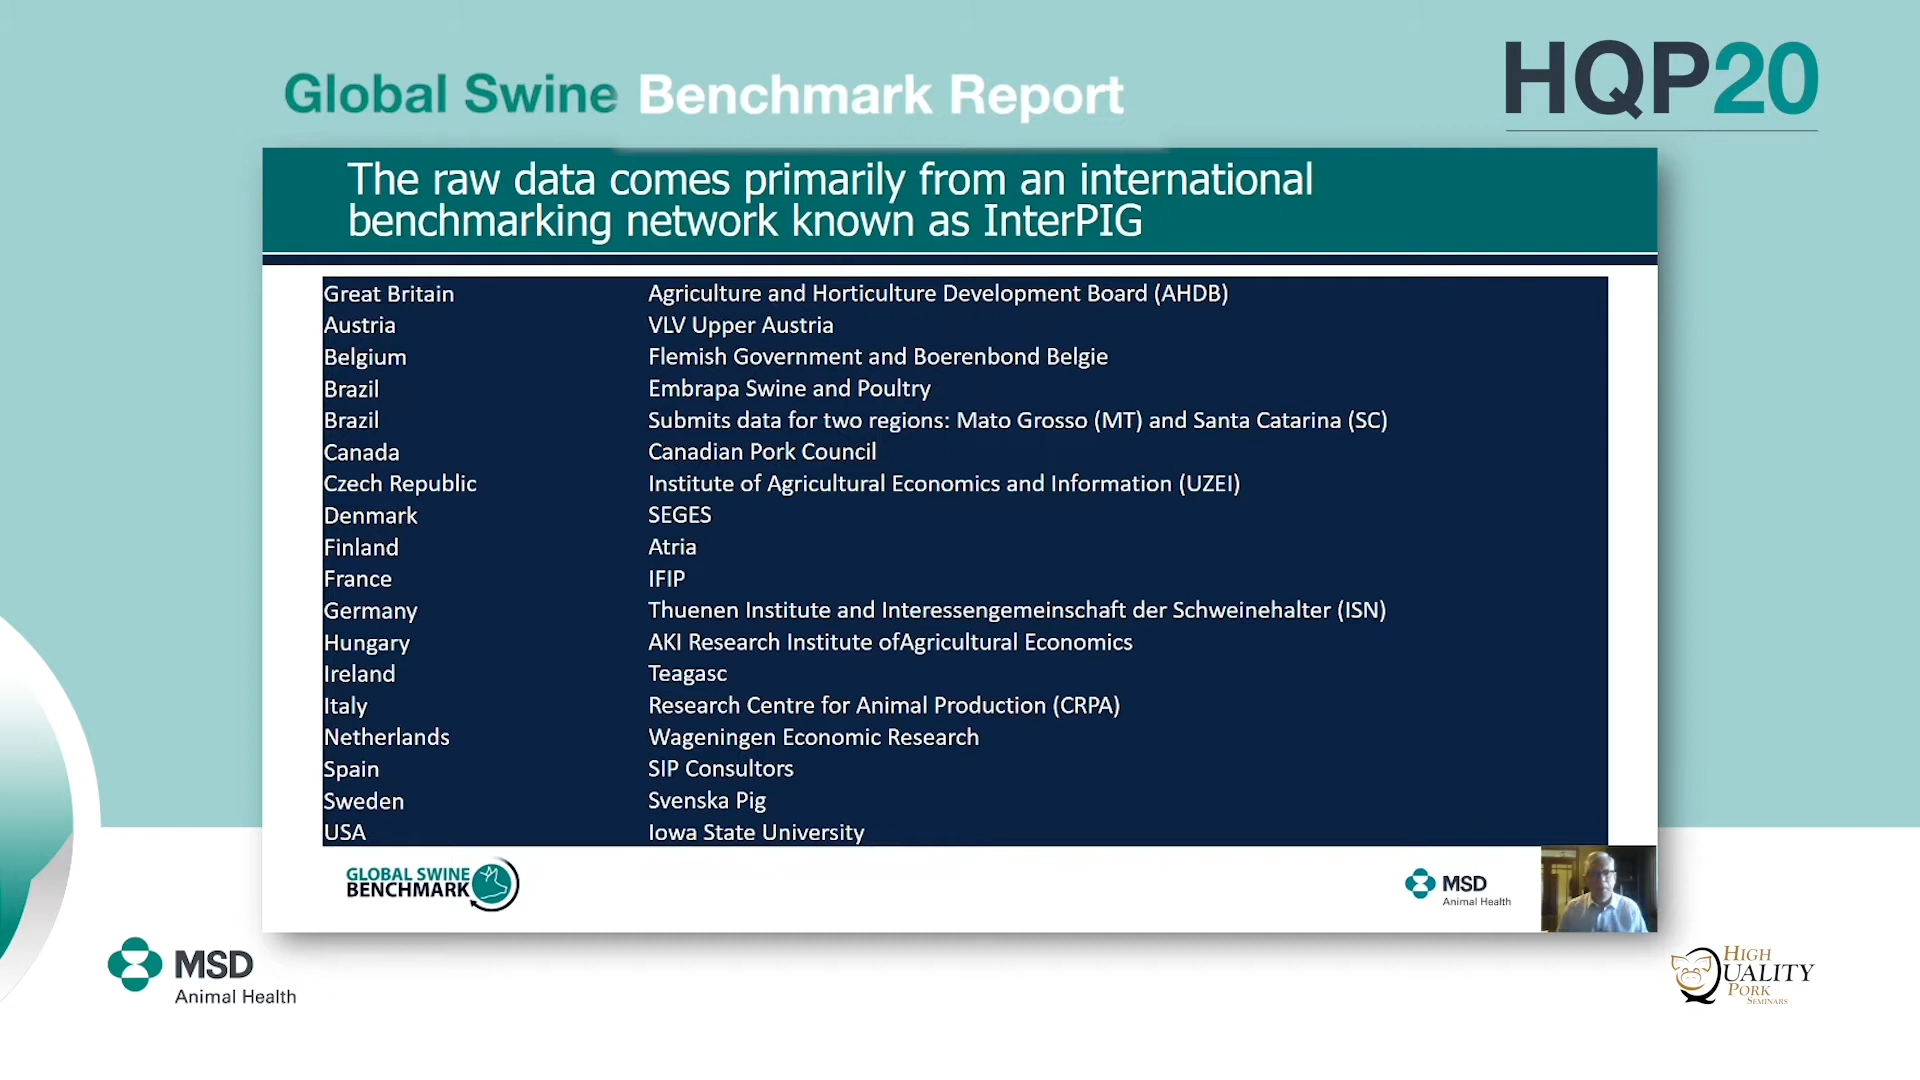 Global Swine Benchmark Report
HQP20
The raw data comes primarily from an international
benchmarking network known as InterPIG
Great Britain Agriculture and Horticulture Development Board (AHDB)
Austria VLV Upper Austria
Belgium Flemish Government and Boerenbond Belgie
Brazil Embrapa Swine and Poultry
Brazil Submits data for two regions: Mato Grosso (MT) and Santa Catarina (SC)
Canada Canadian Pork Council
Czech Republic Institute of Agricultural Economics and Information (UZEI)
Denmark SEGES
Finland Atria
France IFIP
Germany Thuenen Institute and Interessengemeinschaft der Schweinehalter (ISN)
Hungary AKI Research Institute ofAgricultural Economics
Ireland Teagasc
Italy Research Centre for Animal Production (CRPA)
Netherlands Wageningen Economic Research
Spain SIP Consultors
Sweden Svenska Pig
USA Iowa State University
GLOBAL SWINE
BENCHMARK
MSD
Animal Health
MSD
Animal Health
HIGH
QUALITY
PORK
SEMINARS